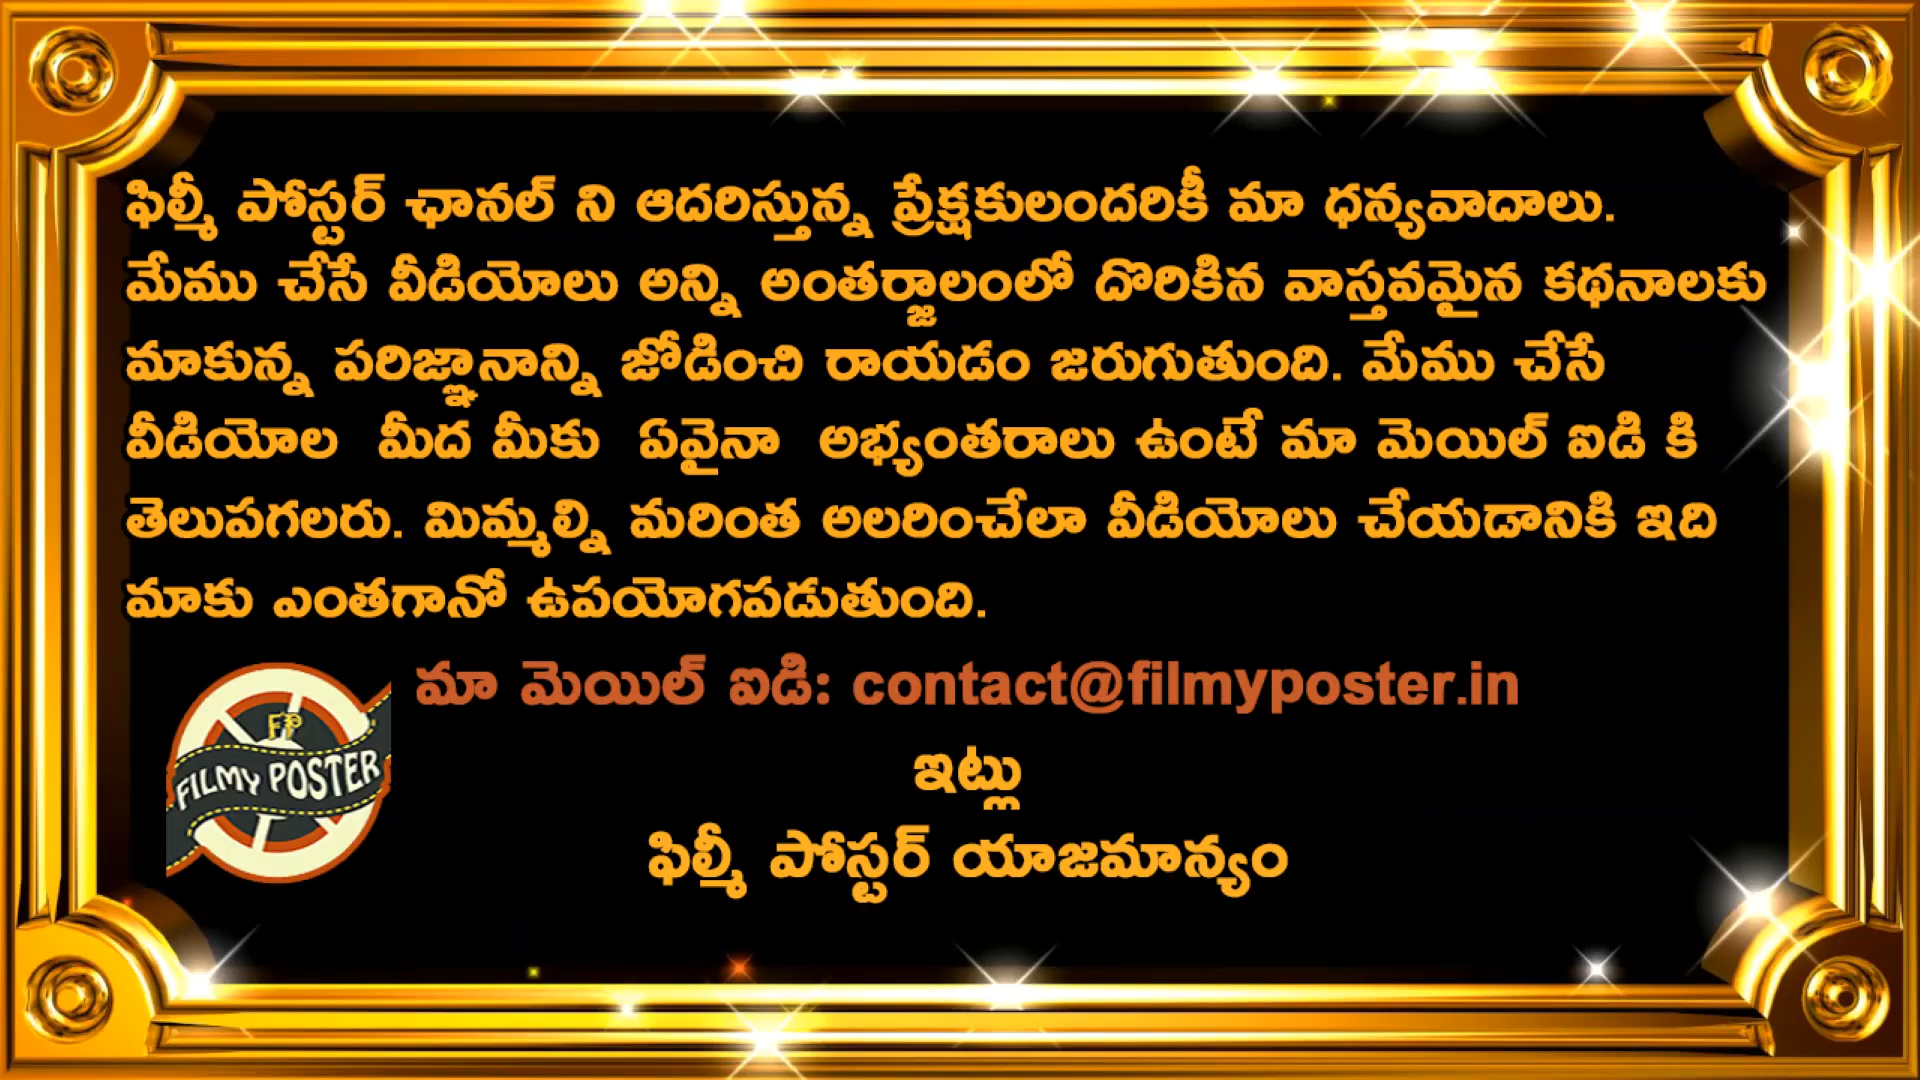 ఫిల్మీ పోస్టర్ ఛానల్ ని ఆదరిస్తున్న ప్రేక్షకులందరికీ మా ధన్యవాదాలు.
మేము చేసే వీడియోలు అన్ని అంతర్జాలంలో దొరికిన వాస్తవమైన కథనాలకు
మాకున్న పరిజ్ఞానాన్ని జోడించి రాయడం జరుగుతుంది. మేము చేసే
వీడియోల మీద మీకు ఏవైనా అభ్యంతరాలు ఉంటే మా మెయిల్ ఐడి కి
తెలుపగలరు. మిమ్మల్ని మరింత అలరించేలా వీడియోలు చేయడానికి ఇది
మాకు ఎంతగానో ఉపయోగపడుతుంది.
మా మెయిల్ ఐడి: contact@filmyposter.in
FP
FILMY POSTER
ఇట్లు
ఫిల్మీ పోస్టర్ యాజమాన్యం